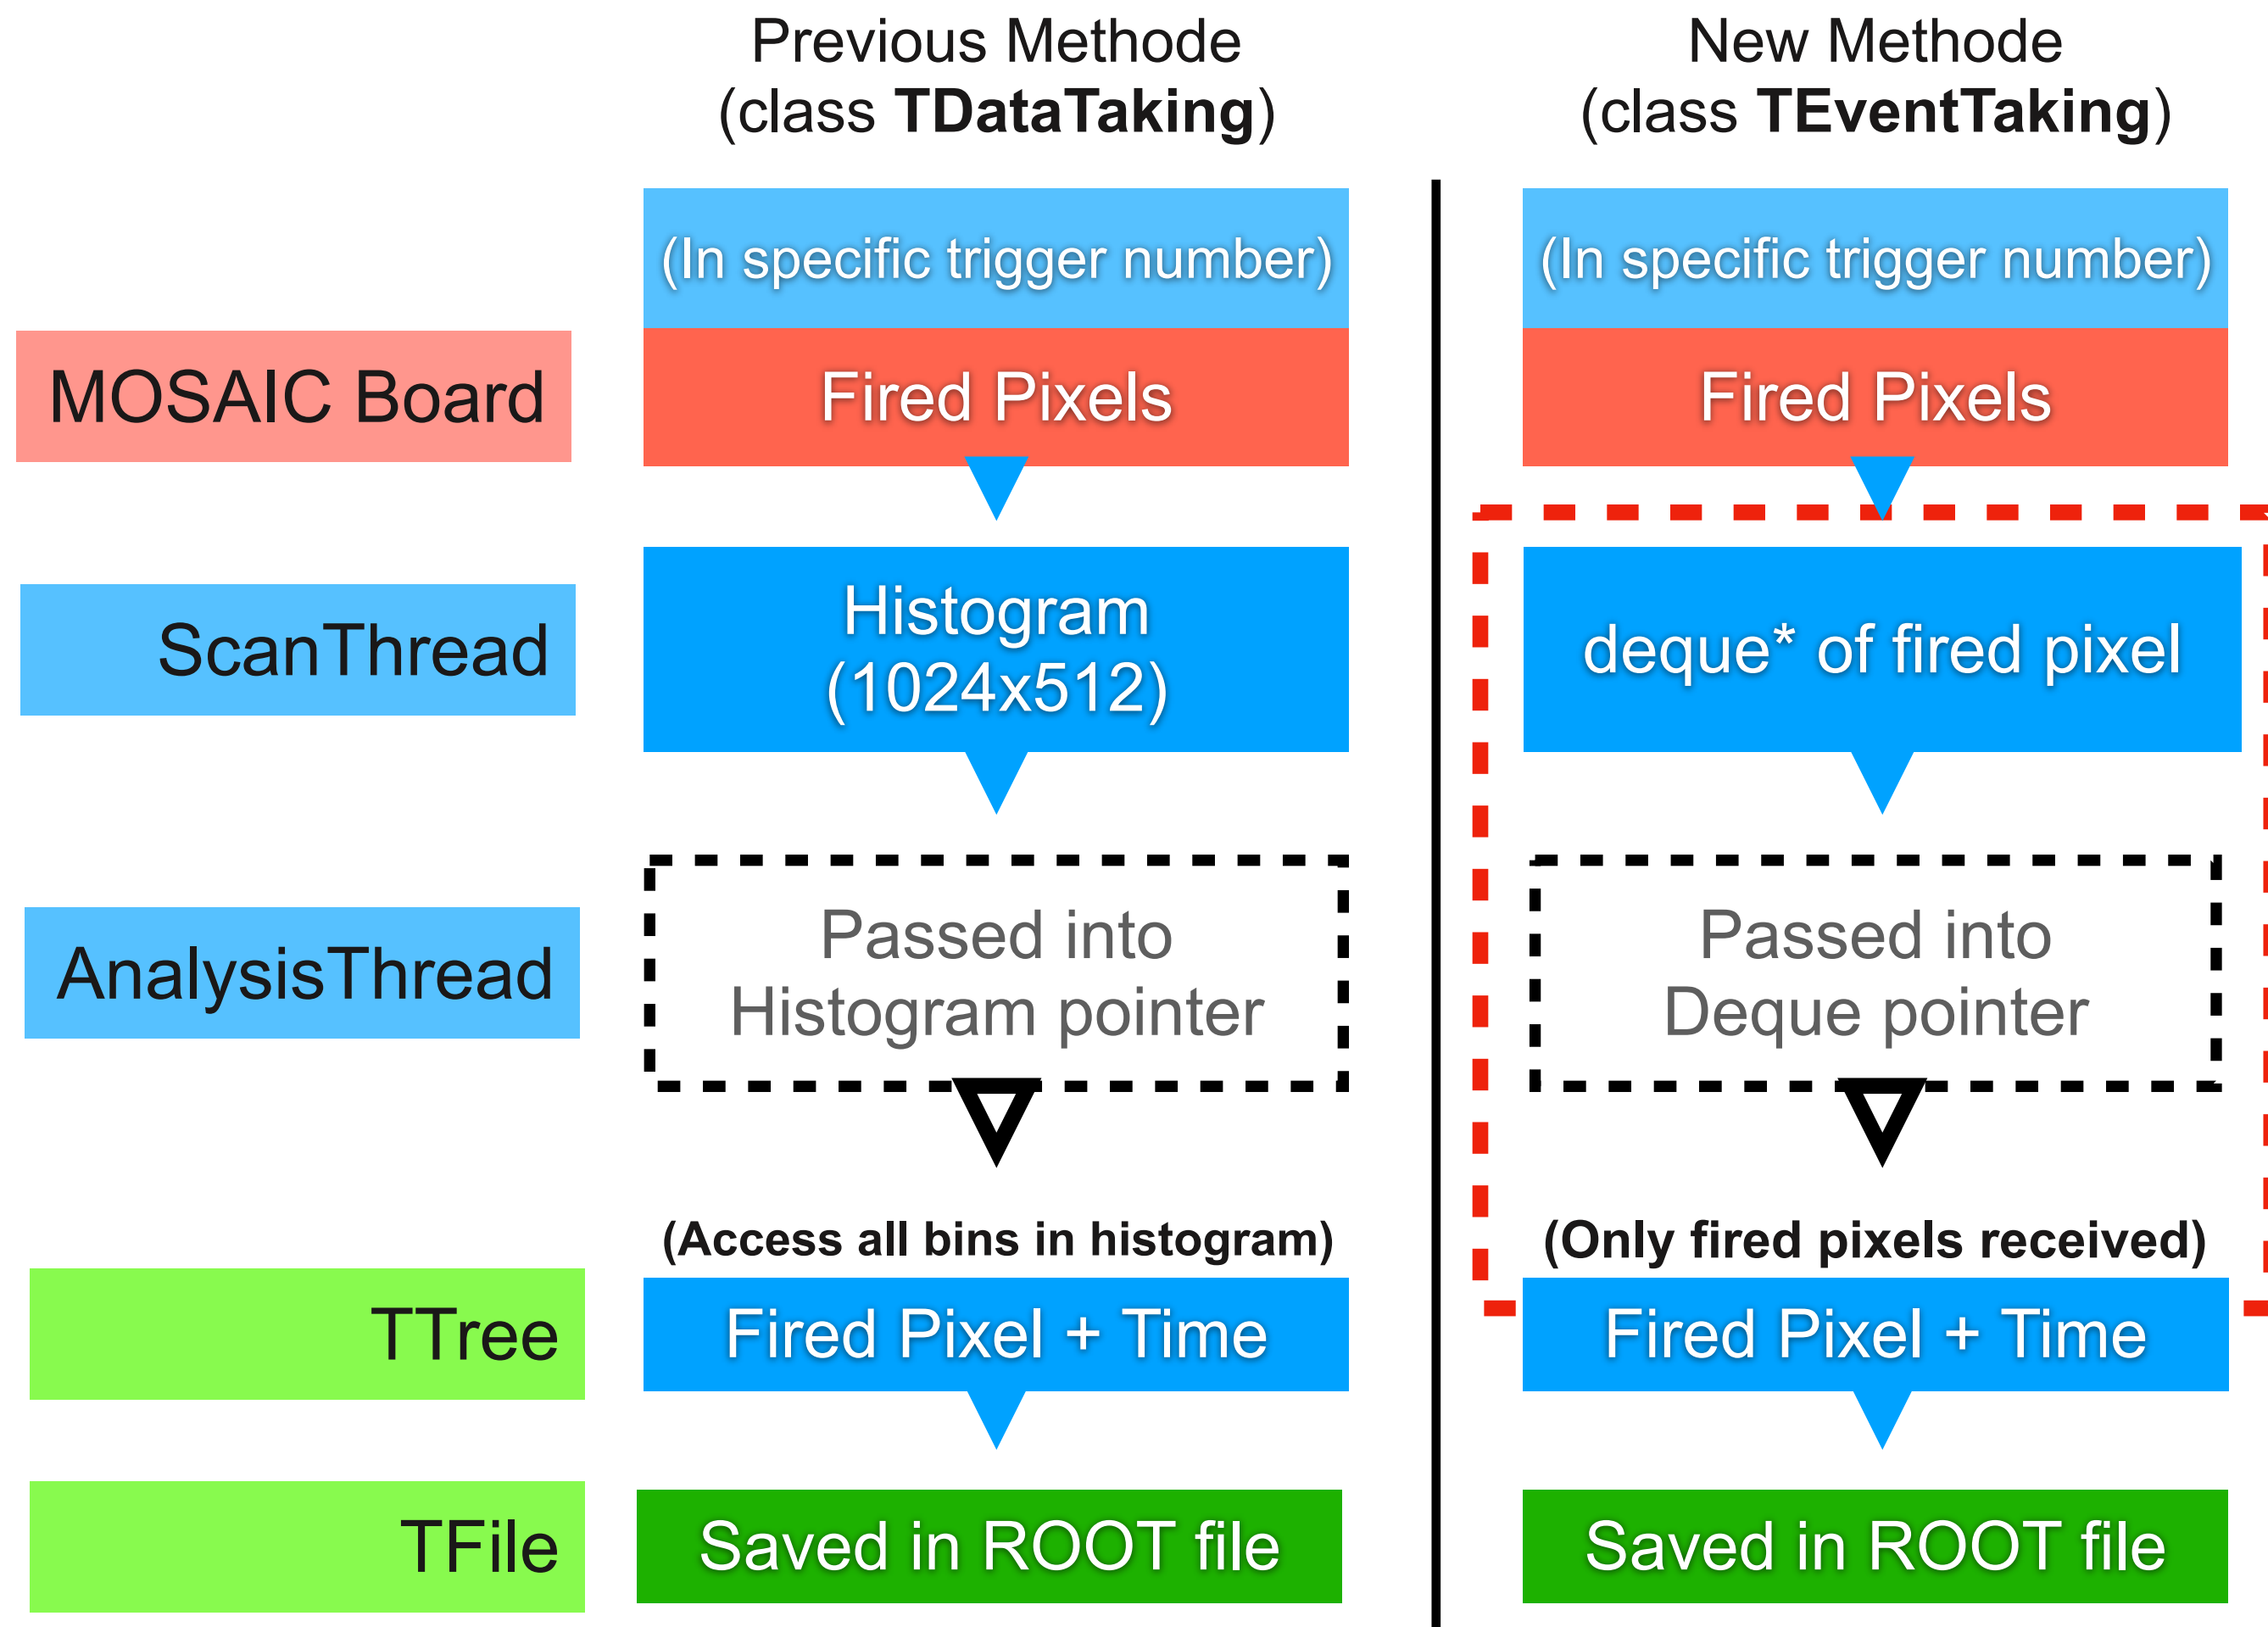 Previous Methode
(class TDataTaking)
New Methode
(class TEventTaking)
(In specific trigger number)
(In specific trigger number)
MOSAIC Board
Fired Pixels
Fired Pixels
ScanThread
Histogram
(1024x512)
deque* of fired pixel
AnalysisThread
Passed into
Histogram pointer
Passed into
Deque pointer
(Access all bins in histogram)
(Only fired pixels received)
TTree
Fired Pixel + Time
Fired Pixel + Time
TFile
Saved in ROOT file
Saved in ROOT file